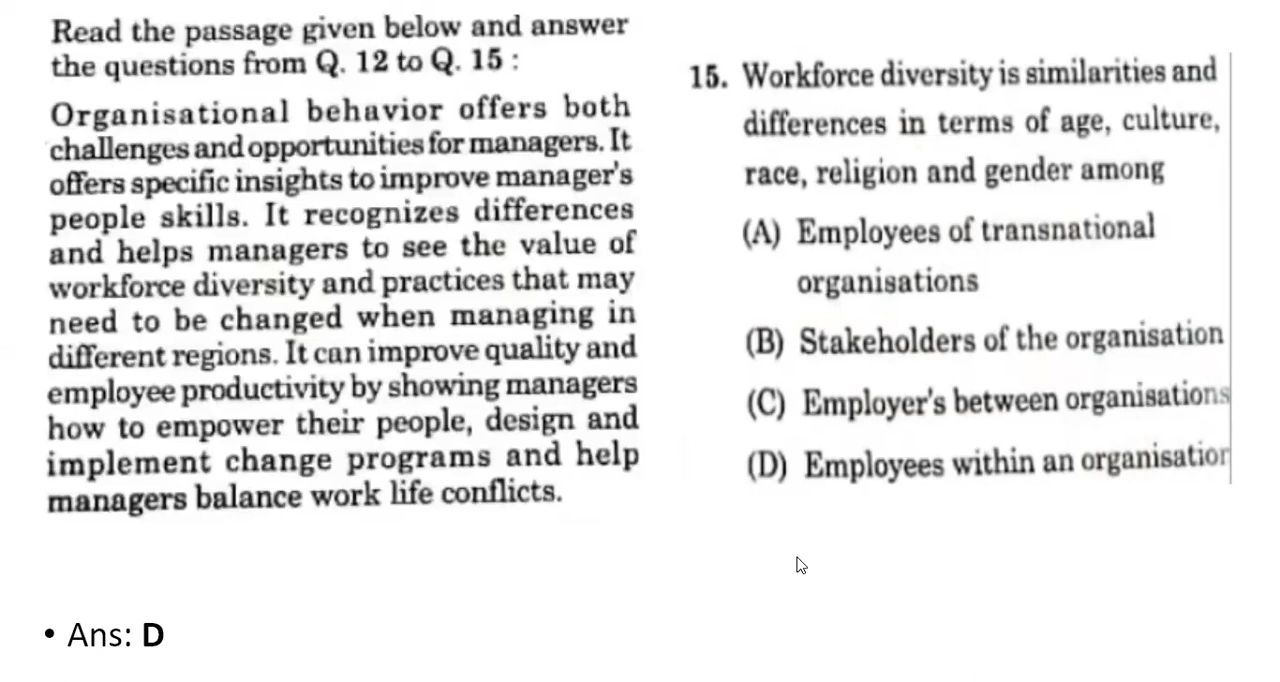 Read the passage given below and answer
the questions from Q. 12 to Q. 15 :
Organisational behavior offers both
challenges and opportunities for managers. It
offers specific insights to improve manager's
people skills. It recognizes differences
and helps managers to see the value of
workforce diversity and practices that may
need to be changed when managing in
different regions. It can improve quality and
employee productivity by showing managers
how to empower their people, design and
implement change programs and help
managers balance work life conflicts.
15. Workforce diversity is similarities and
differences in terms of age, culture,
race, religion and gender among
(A) Employees of transnational
organisations
(B) Stakeholders of the organisation
(C) Employer's between organisations
(D) Employees within an organisation
• Ans: D